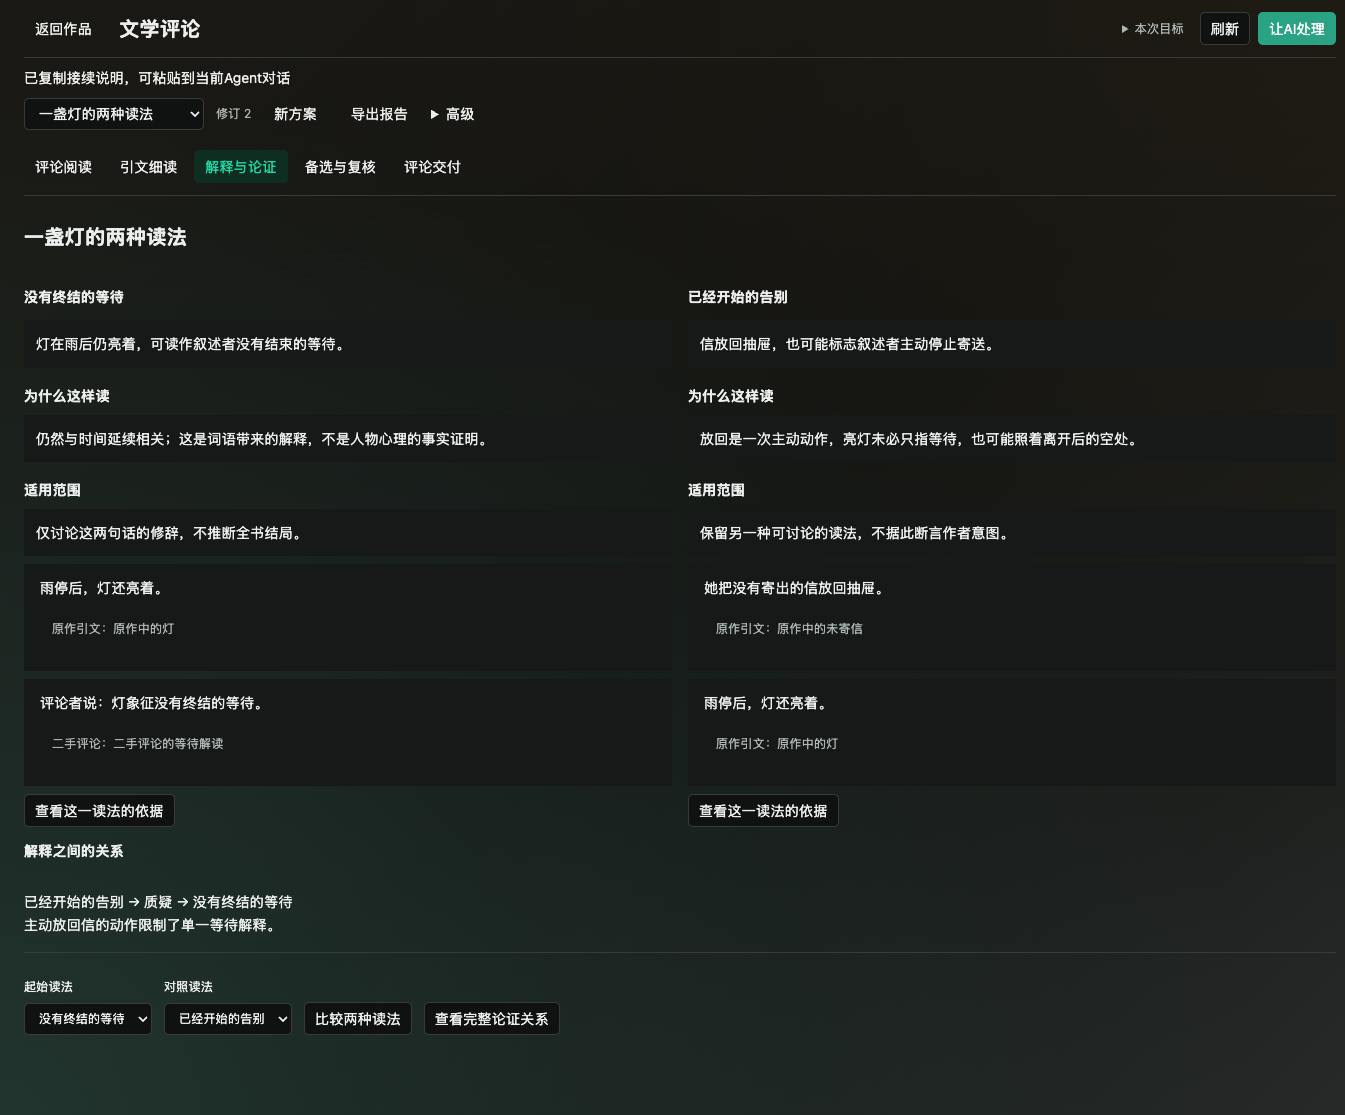 返回作品
文学评论
本次目标
刷新
让AI处理
已复制接续说明，可粘贴到当前Agent对话
一盏灯的两种读法
修订 2
新方案
导出报告
高级
评论阅读
引文细读
解释与论证
备选与复核
评论交付
一盏灯的两种读法
没有终结的等待
灯在雨后仍亮着，可读作叙述者没有结束的等待。
为什么这样读
仍然与时间延续相关；这是词语带来的解释，不是人物心理的事实证明。
适用范围
仅讨论这两句话的修辞，不推断全书结局。
雨停后，灯还亮着。
原作引文：原作中的灯
评论者说：灯象征没有终结的等待。
二手评论：二手评论的等待解读
查看这一读法的依据
已经开始的告别
信放回抽屉，也可能标志叙述者主动停止寄送。
为什么这样读
放回是一次主动动作，亮灯未必只指等待，也可能照着离开后的空处。
适用范围
保留另一种可讨论的读法，不据此断言作者意图。
她把没有寄出的信放回抽屉。
原作引文：原作中的未寄信
雨停后，灯还亮着。
原作引文：原作中的灯
查看这一读法的依据
解释之间的关系
已经开始的告别 → 质疑 → 没有终结的等待
主动放回信的动作限制了单一等待解释。
起始读法
没有终结的等待
对照读法
已经开始的告别
比较两种读法
查看完整论证关系